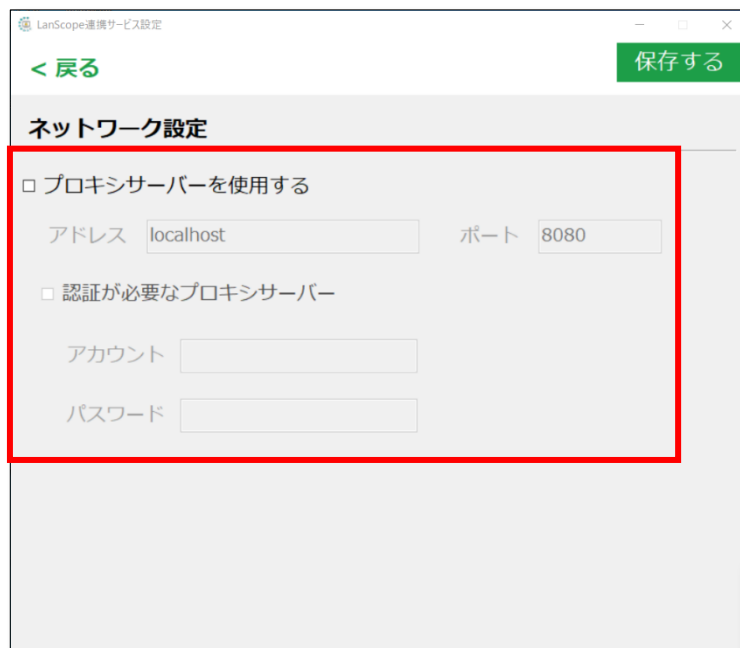 LanScope連携サービス設定
< 戻る
保存する
ネットワーク設定
プロキシサーバーを使用する
アドレス localhost ポート 8080
認証が必要なプロキシサーバー
アカウント
パスワード